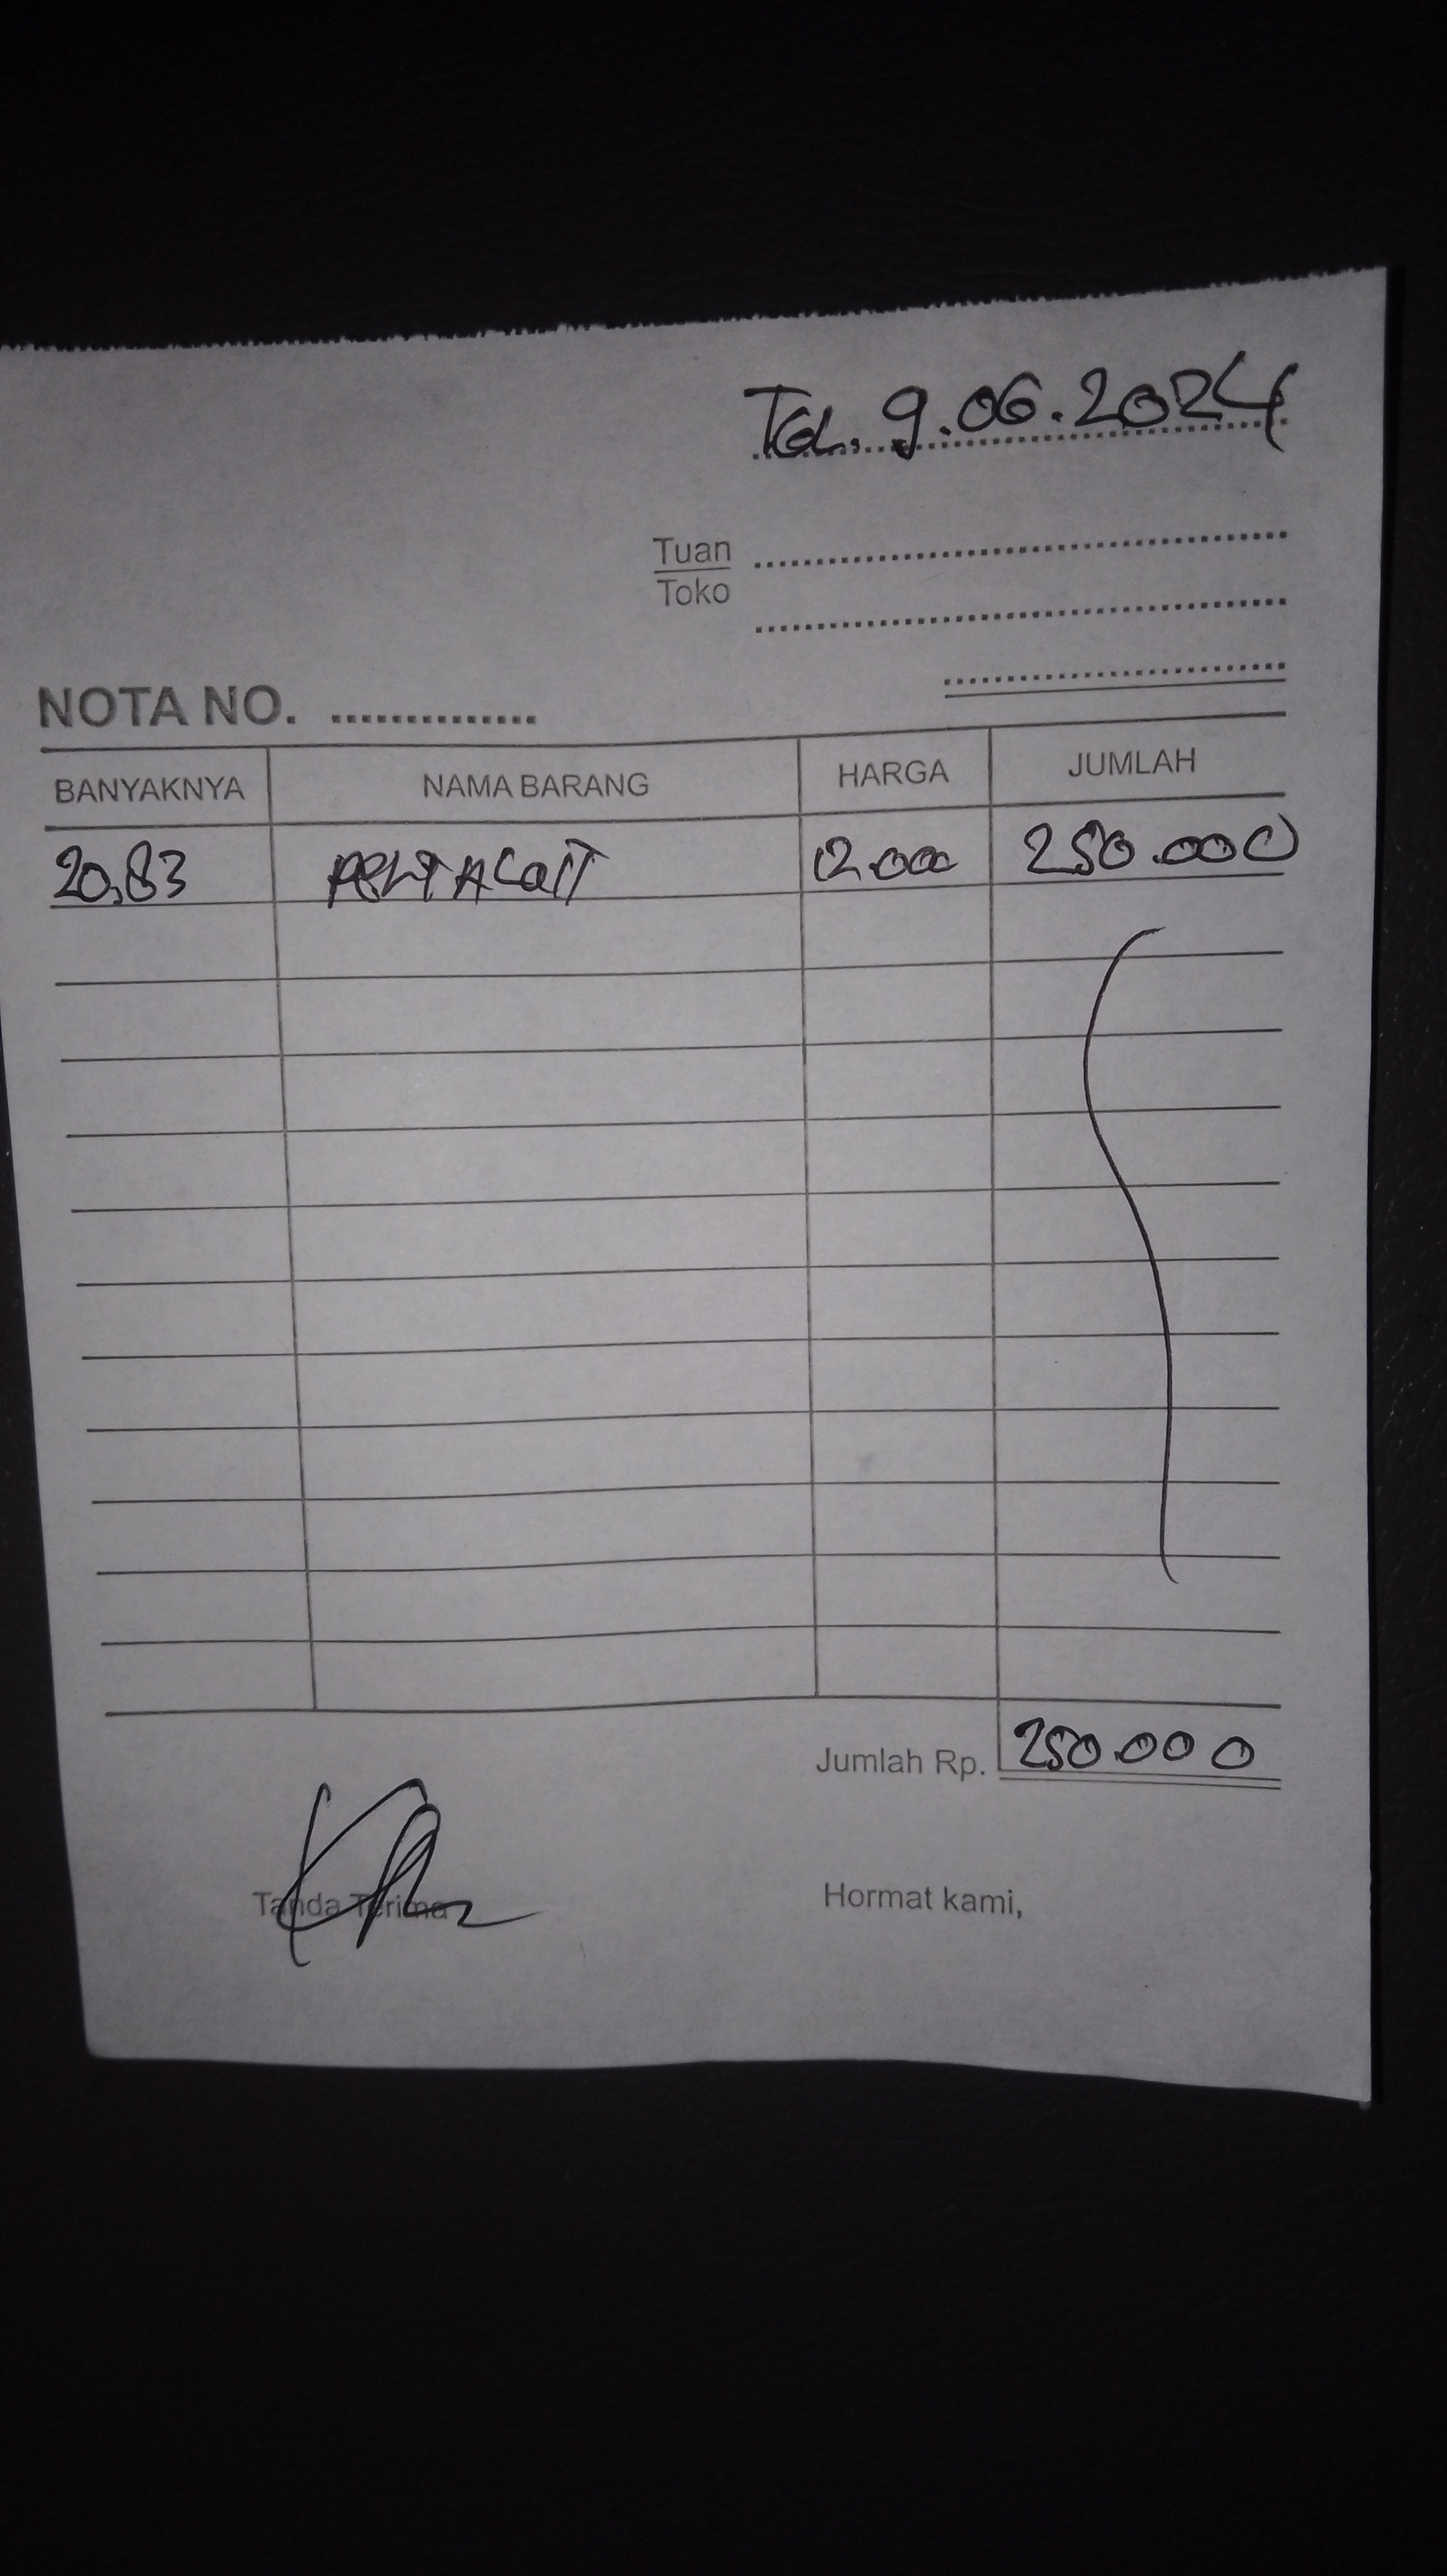 Tgl. 9.06.2024
Tuan
Toko
NOTA NO. ...............
BANYAKNYA NAMA BARANG HARGA JUMLAH
20,83 PERTALAIT 12.000 250.000
Jumlah Rp. 250.000
Tanda Terima Hormat kami,